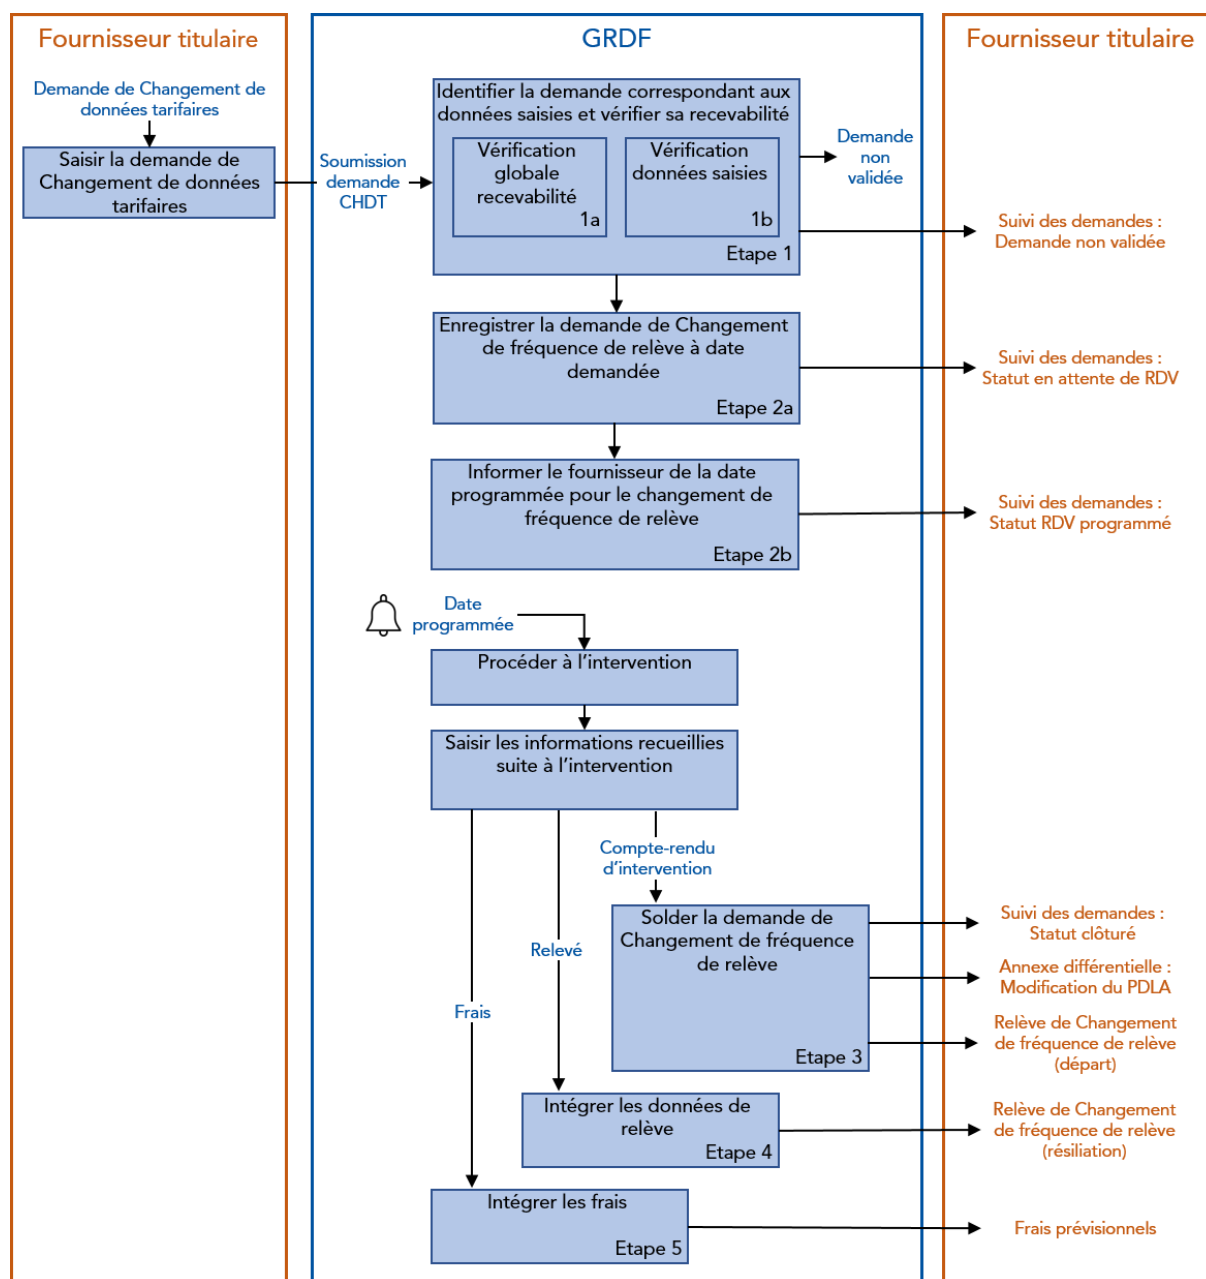 Fournisseur titulaire
GRDF
Fournisseur titulaire
Demande de Changement de
données tarifaires
Saisir la demande de
Changement de données
tarifaires
Soumission
demande
CHDT
Identifier la demande correspondant aux
données saisies et vérifier sa recevabilité
Vérification
globale
recevabilité
1a
Vérification
données saisies
1b
Etape 1
Demande
non
validée
Suivi des demandes :
Demande non validée
Enregistrer la demande de Changement
de fréquence de relève à date
demandée
Etape 2a
Suivi des demandes :
Statut en attente de RDV
Informer le fournisseur de la date
programmée pour le changement de
fréquence de relève
Etape 2b
Suivi des demandes :
Statut RDV programmé
Date
programmée
Procéder à l’intervention
Saisir les informations recueillies
suite à l’intervention
Compte-rendu
d’intervention
Relevé
Frais
Solder la demande de
Changement de fréquence
de relève
Etape 3
Suivi des demandes :
Statut clôturé
Annexe différentielle :
Modification du PDLA
Relève de Changement
de fréquence de relève
(départ)
Intégrer les données de
relève
Etape 4
Relève de Changement
de fréquence de relève
(résiliation)
Intégrer les frais
Etape 5
Frais prévisionnels